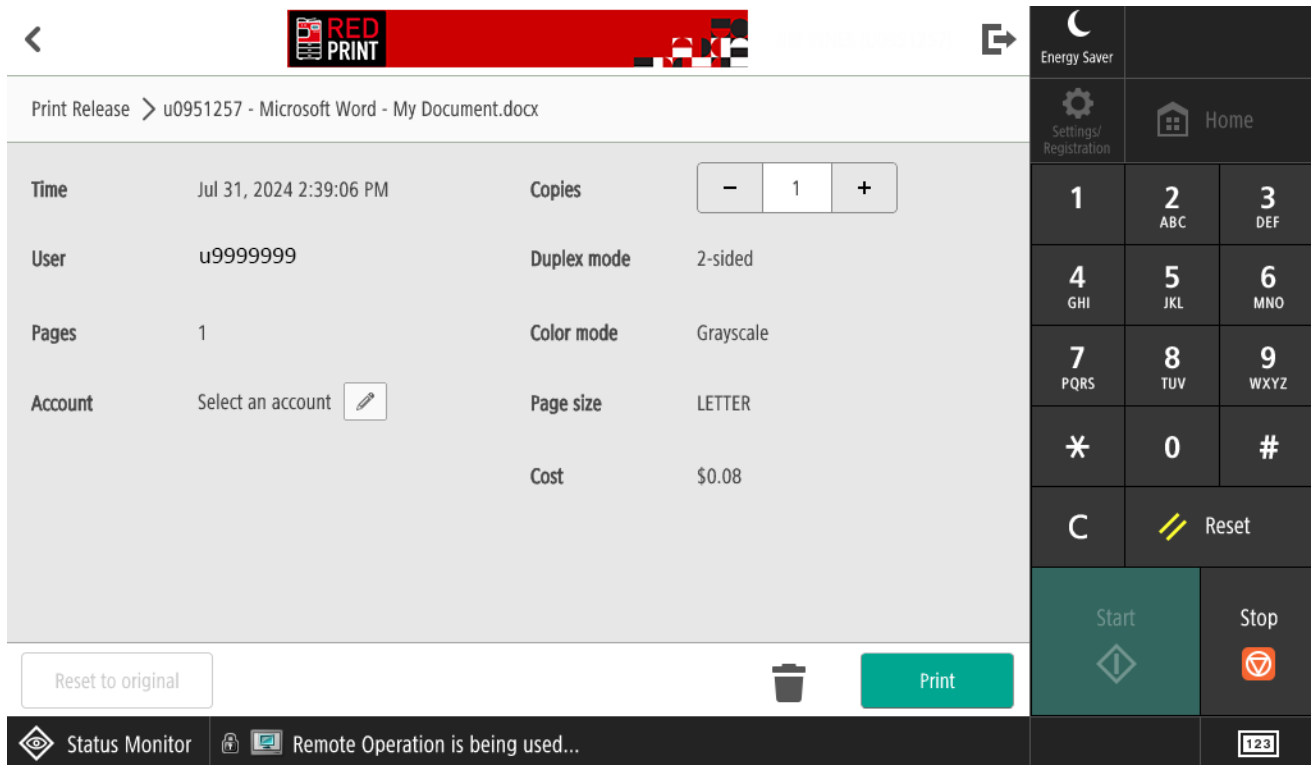 RED
PRINT
Energy Saver
Print Release > u0951257 - Microsoft Word - My Document.docx
Settings/
Registration
Home
Time Jul 31, 2024 2:39:06 PM
Copies - 1 +
User u9999999
Duplex mode 2-sided
Pages 1
Color mode Grayscale
Account Select an account
Page size LETTER
Cost $0.08
1
2
ABC
3
DEF
4
GHI
5
JKL
6
MNO
7
PQRS
8
TUV
9
WXYZ
*
0
#
C
Reset
Start
Stop
Reset to original
Print
Status Monitor
Remote Operation is being used...
123